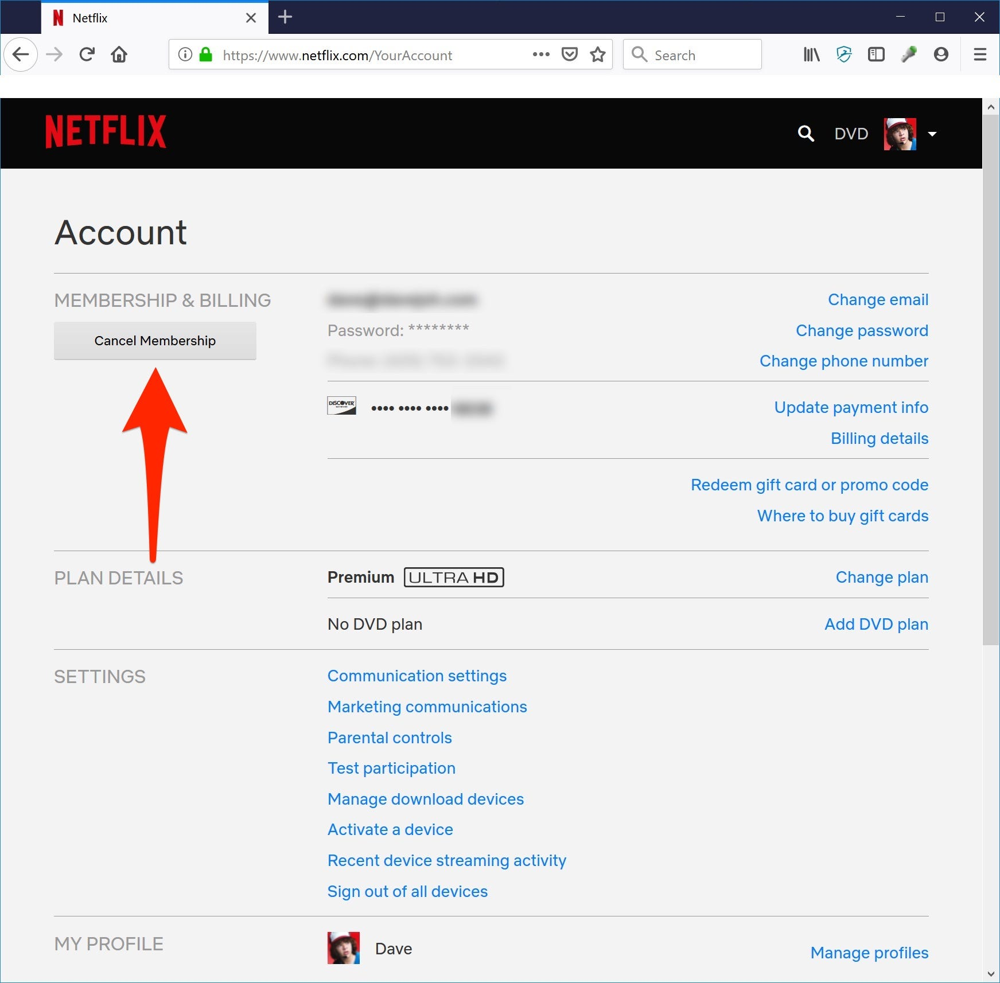 Netflix
https://www.netflix.com/YourAccount
Search
NETFLIX
DVD
Account
MEMBERSHIP & BILLING
Cancel Membership
Change email
Password: ********
Change password
Change phone number
DISCOVER
NETWORK
•••• •••• ••••
Update payment info
Billing details
Redeem gift card or promo code
Where to buy gift cards
PLAN DETAILS
Premium ULTRA HD
Change plan
No DVD plan
Add DVD plan
SETTINGS
Communication settings
Marketing communications
Parental controls
Test participation
Manage download devices
Activate a device
Recent device streaming activity
Sign out of all devices
MY PROFILE
Dave
Manage profiles